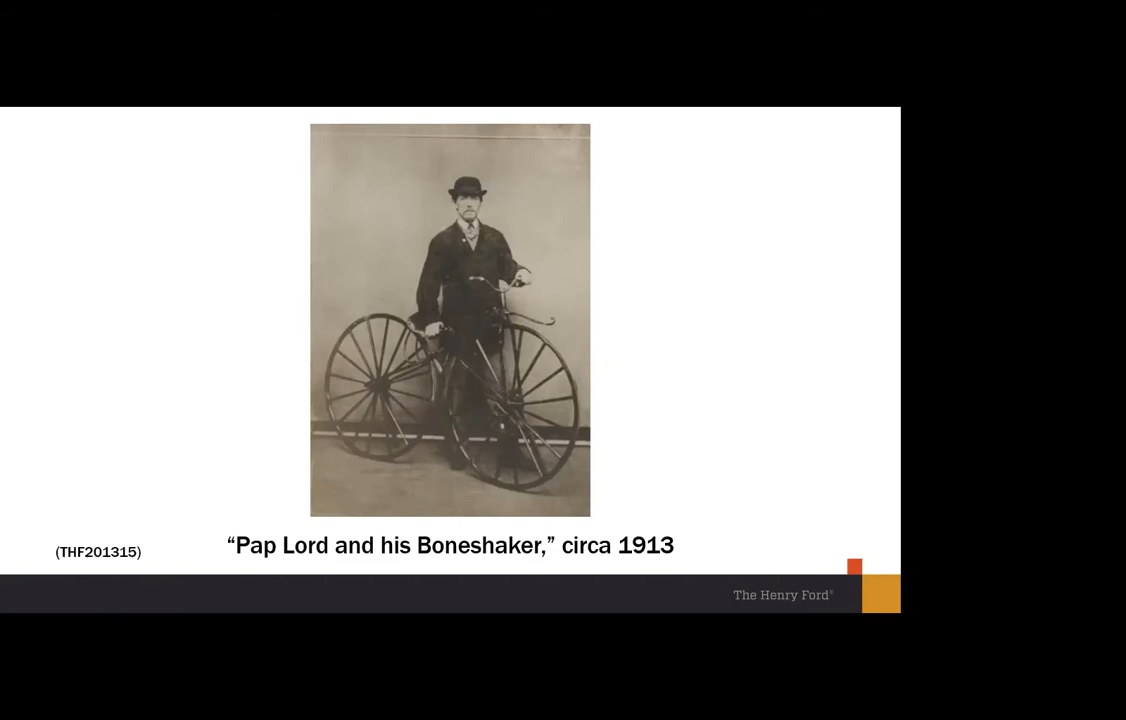 “Pap Lord and his Boneshaker,” circa 1913
(THF201315)
The Henry Ford®